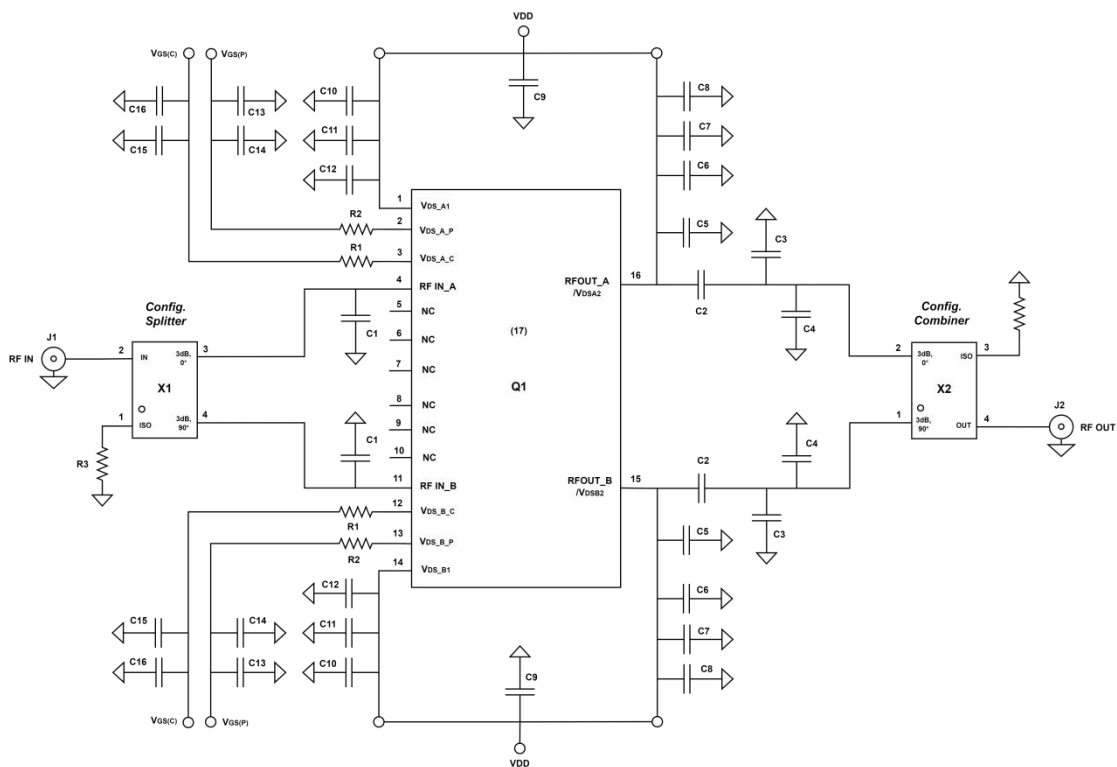 VDD
VGS(C)
VGS(P)
C16
C13
C10
C9
C8
C15
C14
C11
C7
C12
C6
1
VDS_A1
R2
2
VDS_A_P
C5
R1
3
VDS_A_C
C3
4
RF IN_A
16
RFOUT_A
/VDSA2
C2
C4
5
NC
C1
(17)
6
NC
7
NC
Q1
8
NC
9
NC
10
NC
Config.
Splitter
J1
RF IN
2
IN
3dB,
0°
3
X1
1
ISO
3dB,
90°
4
R3
C1
Config.
Combiner
2
3dB,
0°
ISO
3
X2
1
3dB,
90°
OUT
4
J2
RF OUT
11
RF IN_B
RFOUT_B
/VDSB2
15
C2
C4
C3
12
VDS_B_C
R1
13
VDS_B_P
R2
14
VDS_B1
C5
C12
C6
C15
C14
C11
C7
C16
C13
C10
C8
C9
VGS(C)
VGS(P)
VDD